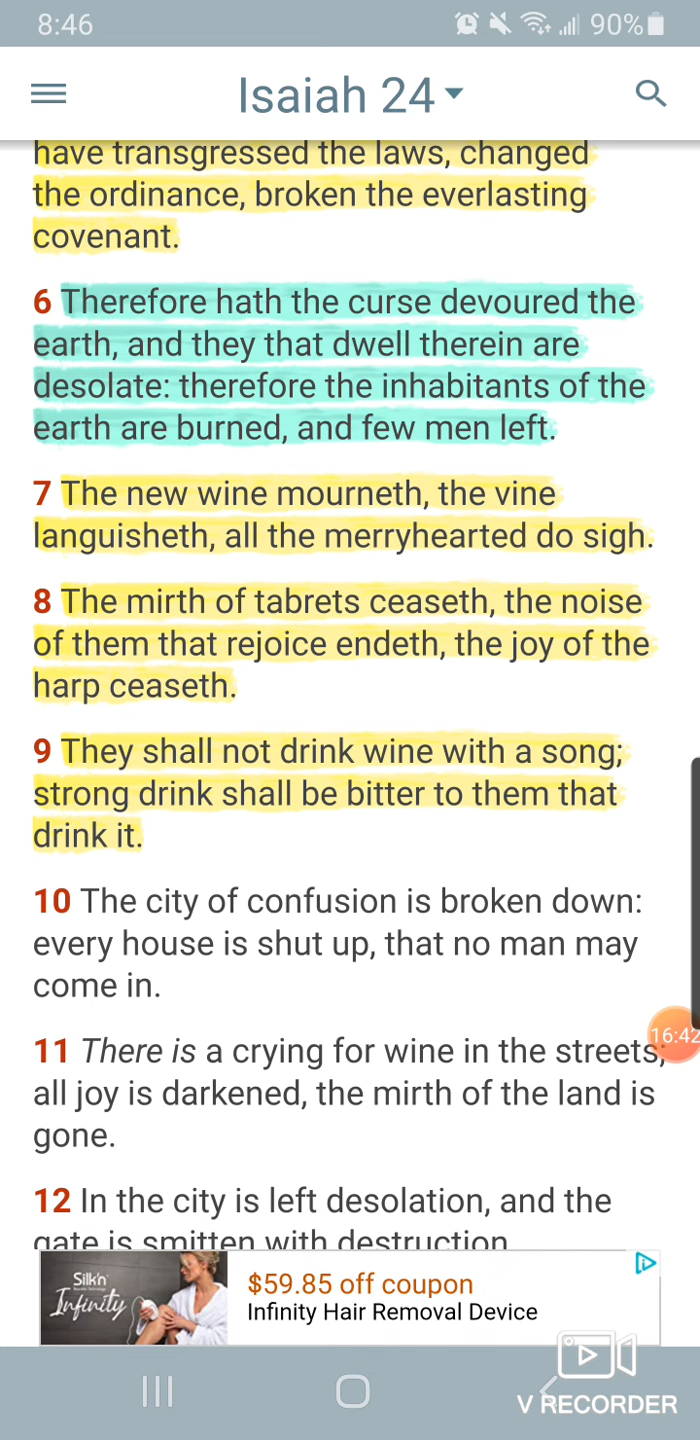 8:46
90%
Isaiah 24
have transgressed the laws, changed
the ordinance, broken the everlasting
covenant.
6 Therefore hath the curse devoured the
earth, and they that dwell therein are
desolate: therefore the inhabitants of the
earth are burned, and few men left.
7 The new wine mourneth, the vine
languisheth, all the merryhearted do sigh.
8 The mirth of tabrets ceaseth, the noise
of them that rejoice endeth, the joy of the
harp ceaseth.
9 They shall not drink wine with a song;
strong drink shall be bitter to them that
drink it.
10 The city of confusion is broken down:
every house is shut up, that no man may
come in.
16:42
11 There is a crying for wine in the streets;
all joy is darkened, the mirth of the land is
gone.
12 In the city is left desolation, and the
gate is smitten with destruction
Silk'n
Infinity
$59.85 off coupon
Infinity Hair Removal Device
V RECORDER